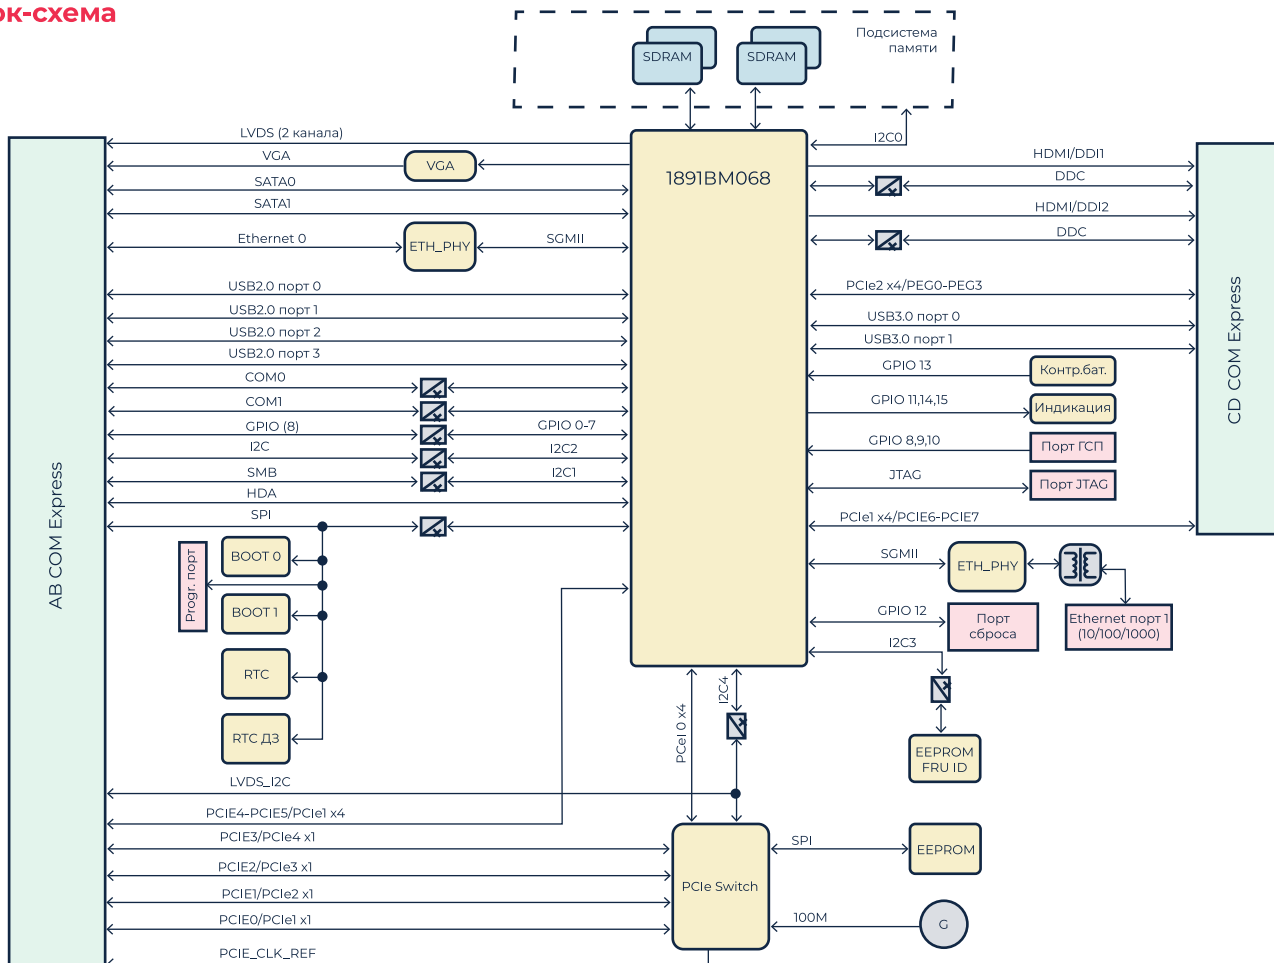 ок-схема
Подсистема
памяти
SDRAM
SDRAM
I2C0
1891ВМ068
LVDS (2 канала)
VGA
VGA
SATA0
SATA1
Ethernet 0
ETH_PHY
SGMII
USB2.0 порт 0
USB2.0 порт 1
USB2.0 порт 2
USB2.0 порт 3
COM0
COM1
GPIO (8)
GPIO 0-7
I2C
I2C2
SMB
I2C1
HDA
SPI
AB COM Express
Progr. порт
BOOT 0
BOOT 1
RTC
RTC ДЗ
LVDS_I2C
PCIE4-PCIE5/PCIe1 x4
PCIE3/PCIe4 x1
PCIE2/PCIe3 x1
PCIE1/PCIe2 x1
PCIE0/PCIe1 x1
PCIE_CLK_REF
HDMI/DDI1
DDC
HDMI/DDI2
DDC
PCIe2 x4/PEG0-PEG3
USB3.0 порт 0
USB3.0 порт 1
GPIO 13
Контр.бат.
GPIO 11,14,15
Индикация
GPIO 8,9,10
Порт ГСП
JTAG
Порт JTAG
PCIe1 x4/PCIE6-PCIE7
CD COM Express
SGMII
ETH_PHY
Ethernet порт 1
(10/100/1000)
GPIO 12
Порт
сброса
I2C3
EEPROM
FRU ID
PCeI 0 x4
I2C4
PCIe Switch
SPI
EEPROM
100M
G